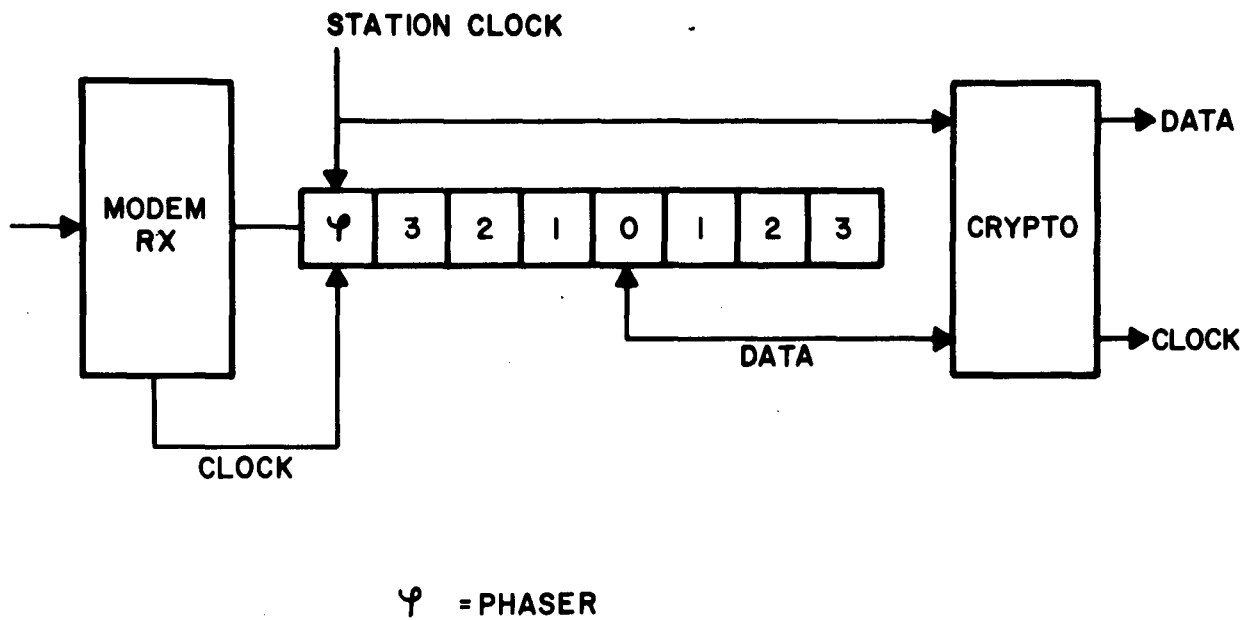 STATION CLOCK
MODEM
RX
φ 3 2 1 0 1 2 3
CRYPTO
DATA
CLOCK
DATA
CLOCK
φ = PHASER